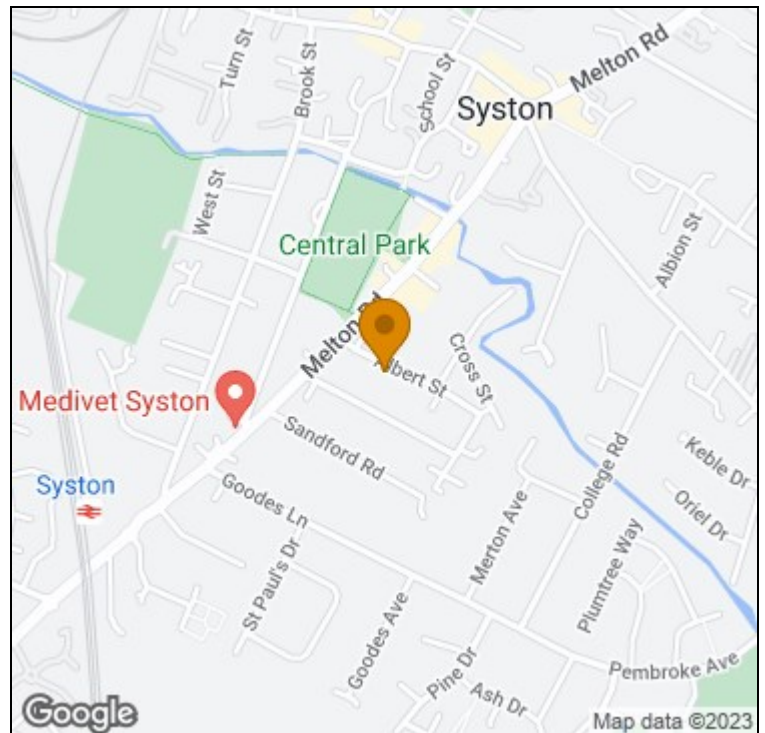 Melton Rd
Turn St
Brook St
School St
Syston
West St
Central Park
Albion St
Melton Rd
Albert St
Cross St
Medivet Syston
Sandford Rd
College Rd
Keble Dr
Syston
Goodes Ln
Merton Ave
Oriel Dr
Plumtree Way
St Paul's Dr
Goodes Ave
Pine Dr
Pembroke Ave
Ash Dr
Google
Map data ©2023